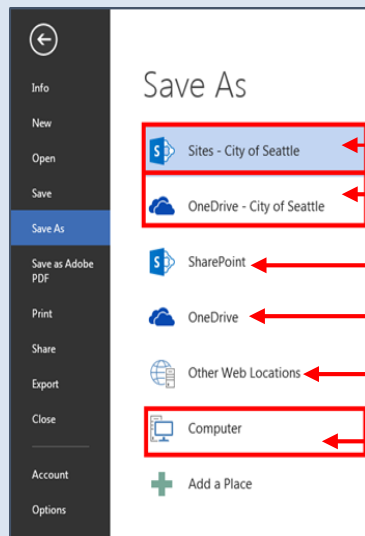 Save As
Info
New
Open
Save
Save As
Save as Adobe
PDF
Print
Share
Export
Close
Account
Options
Sites - City of Seattle
OneDrive - City of Seattle
SharePoint
OneDrive
Other Web Locations
Computer
Add a Place